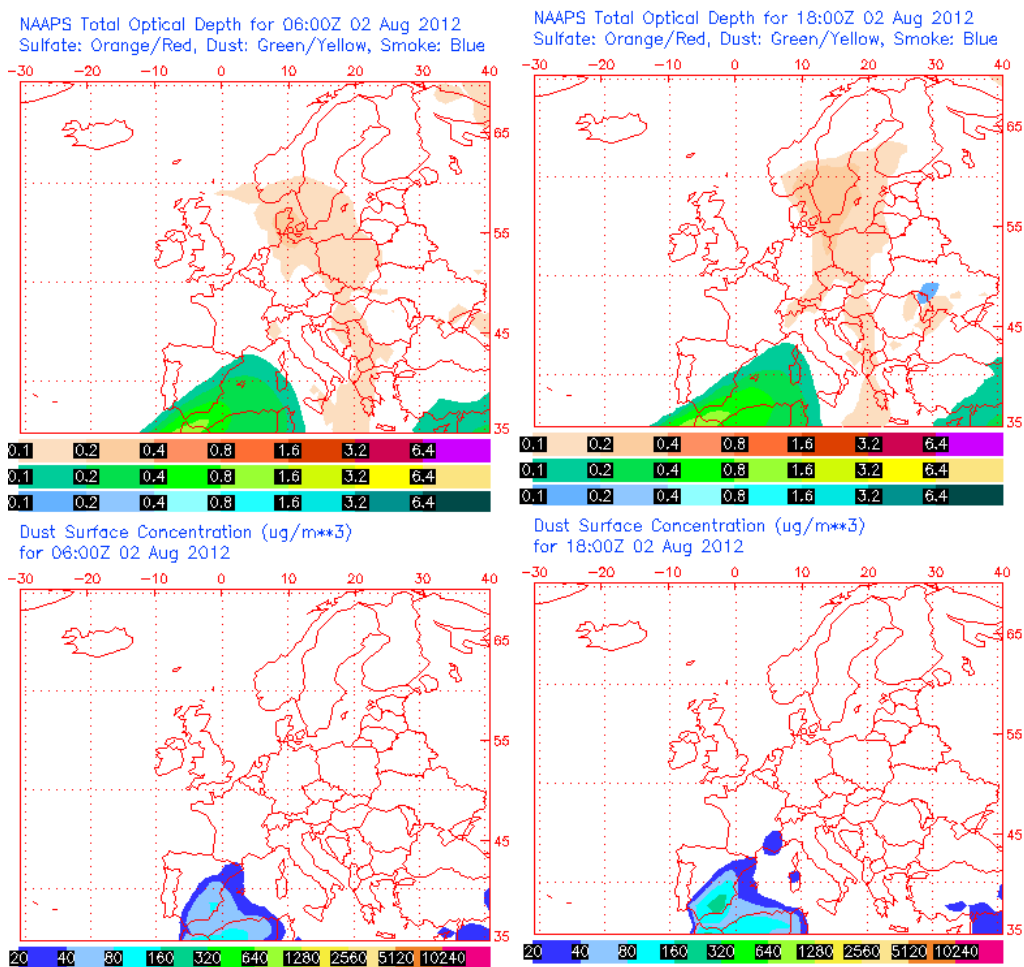 NAAPS Total Optical Depth for 06:00Z 02 Aug 2012
Sulfate: Orange/Red, Dust: Green/Yellow, Smoke: Blue
-30 -20 -10 0 10 20 30 40
65
55
45
35
0.1 0.2 0.4 0.8 1.6 3.2 6.4
0.1 0.2 0.4 0.8 1.6 3.2 6.4
0.1 0.2 0.4 0.8 1.6 3.2 6.4
NAAPS Total Optical Depth for 18:00Z 02 Aug 2012
Sulfate: Orange/Red, Dust: Green/Yellow, Smoke: Blue
-30 -20 -10 0 10 20 30 40
65
55
45
35
0.1 0.2 0.4 0.8 1.6 3.2 6.4
0.1 0.2 0.4 0.8 1.6 3.2 6.4
0.1 0.2 0.4 0.8 1.6 3.2 6.4
Dust Surface Concentration (ug/m**3)
for 06:00Z 02 Aug 2012
-30 -20 -10 0 10 20 30 40
65
55
45
35
20 40 80 160 320 640 1280 2560 5120 10240
Dust Surface Concentration (ug/m**3)
for 18:00Z 02 Aug 2012
-30 -20 -10 0 10 20 30 40
65
55
45
35
20 40 80 160 320 640 1280 2560 5120 10240